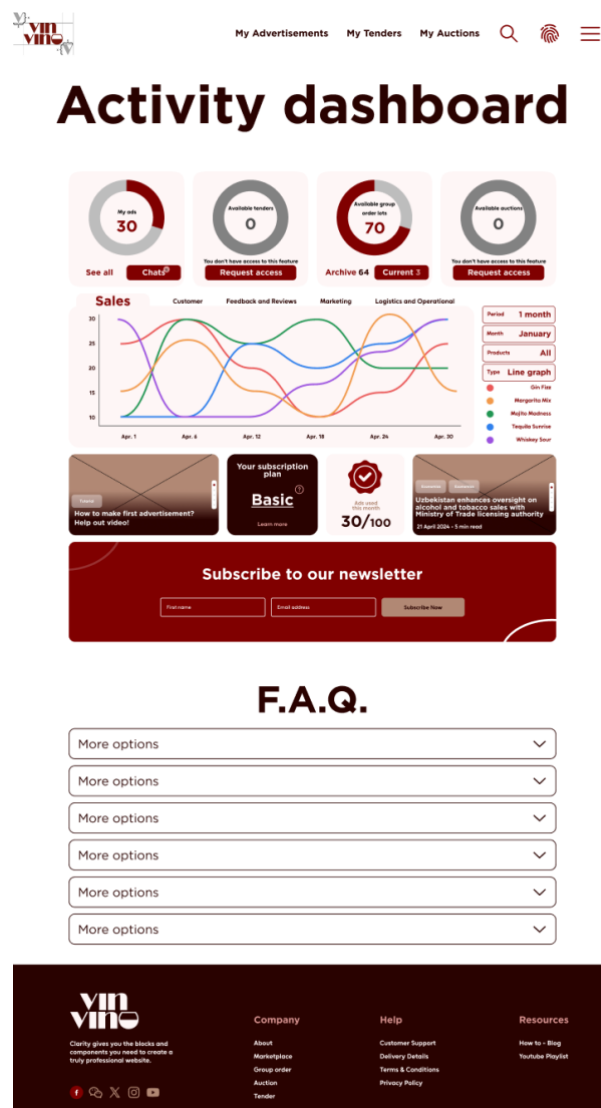 vin
vino
My Advertisements My Tenders My Auctions
Activity dashboard
My ads
30
See all Chats
Available tenders
0
You don't have access to this feature
Request access
Available group
order lots
70
Archive 64 Current 3
Available auctions
0
You don't have access to this feature
Request access
Sales Customer Feedback and Reviews Marketing Logistics and Operational
30
25
20
15
10
Apr. 1 Apr. 6 Apr. 12 Apr. 18 Apr. 24 Apr. 30
Period 1 month
Month January
Products All
Type Line graph
Gin Fizz
Margarita Mix
Mojito Madness
Tequila Sunrise
Whiskey Sour
How to make first advertisement?
Help out video!
Your subscription
plan
Basic
?
Learn more
Ads used
this month
30/100
Uzbekistan enhances oversight on
alcohol and tobacco sales with
Ministry of Trade licensing authority
21 April 2024 - 5 min read
Subscribe to our newsletter
First name
Email address
Subscribe Now
F.A.Q.
More options
More options
More options
More options
More options
More options
vin
vino
Clarity gives you the blocks and
components you need to create a
truly professional website.
Company
About
Marketplace
Group order
Auction
Tender
Help
Customer Support
Delivery Details
Terms & Conditions
Privacy Policy
Resources
How to - Blog
Youtube Playlist